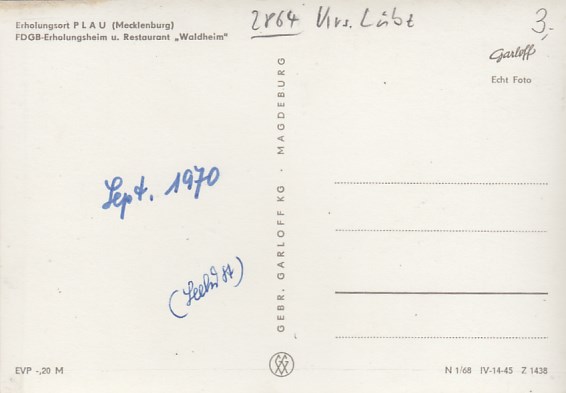 Erholungsort PLAU (Mecklenburg)
FDGB-Erholungsheim u. Restaurant „Waldheim"
2864 Krs. Lübz
3,-
Garloff
Echt Foto
GEBR. GARLOFF KG · MAGDEBURG
Sept. 1970
EVP -,20 M
N 1/68 IV-14-45 Z 1438